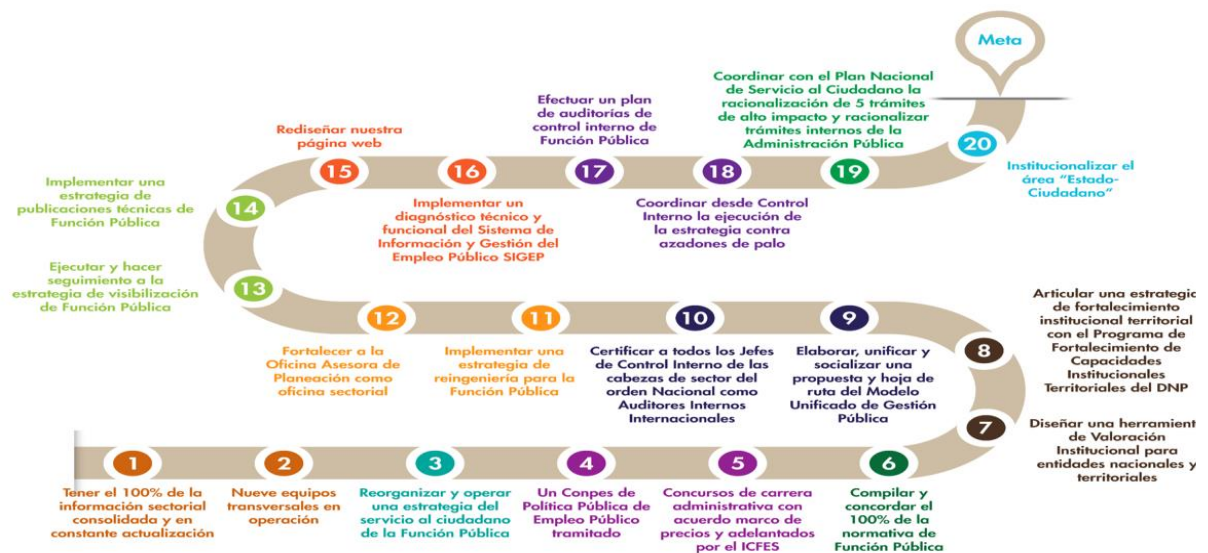 Meta
Coordinar con el Plan Nacional
de Servicio al Ciudadano la
racionalización de 5 trámites
de alto impacto y racionalizar
trámites internos de la
Administración Pública
Efectuar un plan
de auditorías de
control interno de
Función Pública
Rediseñar nuestra
página web
15
16
17
18
19
20
Institucionalizar el
área "Estado-
Ciudadano"
Implementar una
estrategia de
publicaciones técnicas de
Función Pública
14
Implementar un
diagnóstico técnico y
funcional del Sistema de
Información y Gestión del
Empleo Público SIGEP
Coordinar desde Control
Interno la ejecución de
la estrategia contra
azadones de palo
Ejecutar y hacer
seguimiento a la
estrategia de visibilización
de Función Pública
13
12
11
10
9
8
Articular una estrategia
de fortalecimiento
institucional territorial
con el Programa de
Fortalecimiento de
Capacidades
Institucionales
Territoriales del DNP
Fortalecer a la
Oficina Asesora de
Planeación como
oficina sectorial
Implementar una
estrategia de
reingeniería para la
Función Pública
Certificar a todos los Jefes
de Control Interno de las
cabezas de sector del
orden Nacional como
Auditores Internos
Internacionales
Elaborar, unificar y
socializar una
propuesta y hoja de
ruta del Modelo
Unificado de Gestión
Pública
7
Diseñar una herramient
de Valoración
Institucional para
entidades nacionales y
territoriales
1
2
3
4
5
6
Tener el 100% de la
información sectorial
consolidada y en
constante actualización
Nueve equipos
transversales en
operación
Reorganizar y operar
una estrategia del
servicio al ciudadano
de la Función Pública
Un Conpes de
Política Pública de
Empleo Público
tramitado
Concursos de carrera
administrativa con
acuerdo marco de
precios y adelantados
por el ICFES
Compilar y
concordar el
100% de la
normativa de
Función Pública